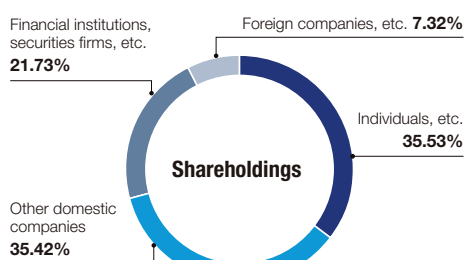 Financial institutions,
securities firms, etc.
21.73%
Foreign companies, etc. 7.32%
Individuals, etc.
35.53%
Shareholdings
Other domestic
companies
35.42%